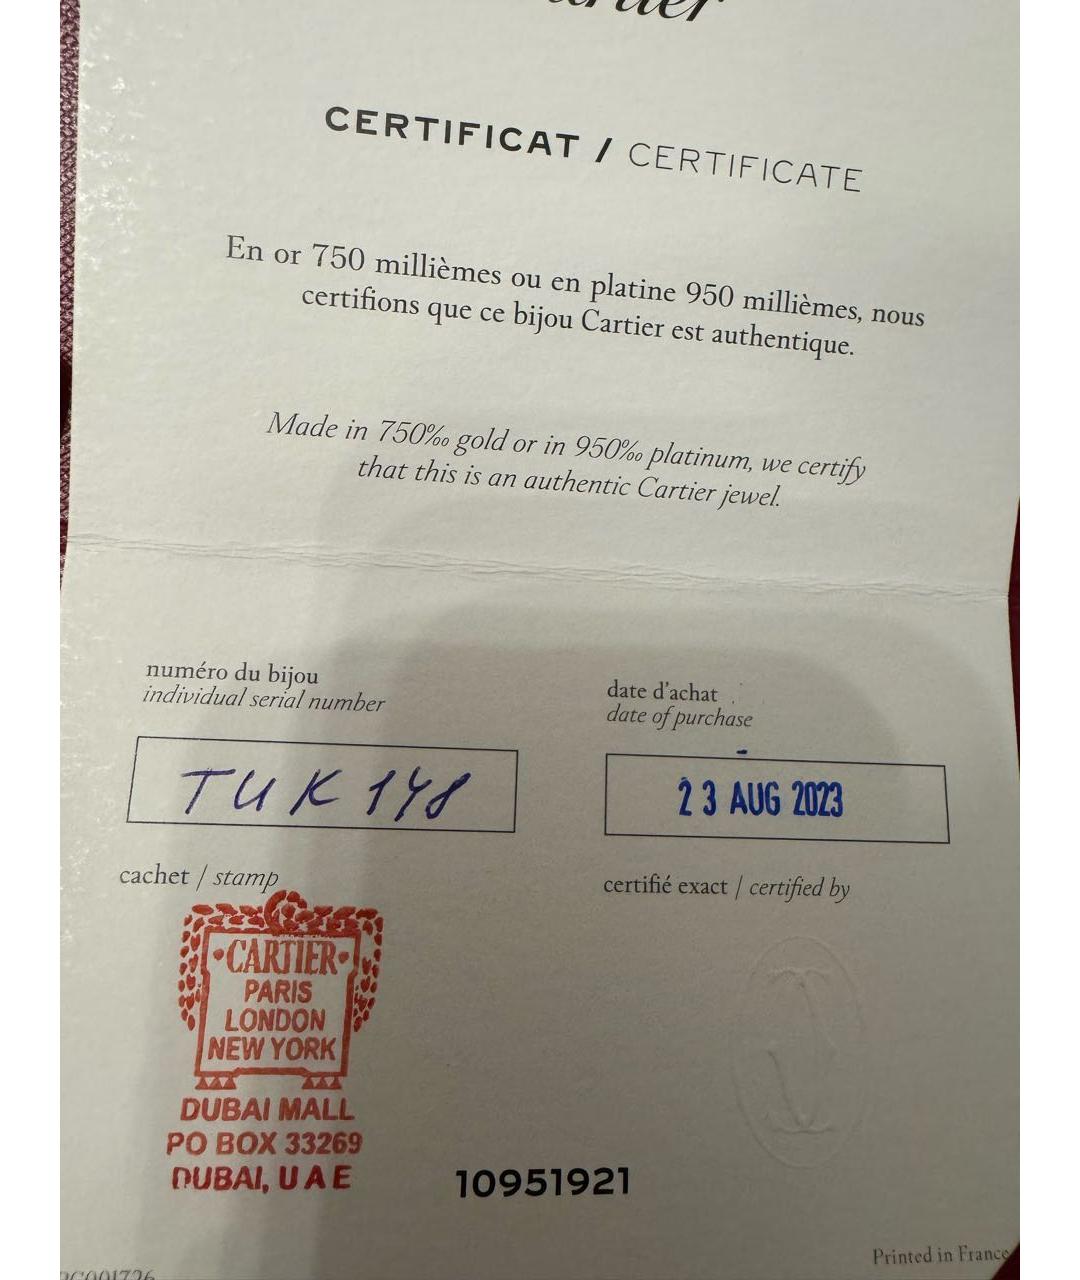 CERTIFICAT / CERTIFICATE
En or 750 millièmes ou en platine 950 millièmes, nous
certifions que ce bijou Cartier est authentique.
Made in 750‰ gold or in 950‰ platinum, we certify
that this is an authentic Cartier jewel.
numéro du bijou
individual serial number
TUK148
date d'achat
date of purchase
23 AUG 2023
cachet / stamp
certifié exact / certified by
CARTIER
PARIS
LONDON
NEW YORK
DUBAI MALL
PO BOX 33269
DUBAI, U A E
10951921
Printed in France